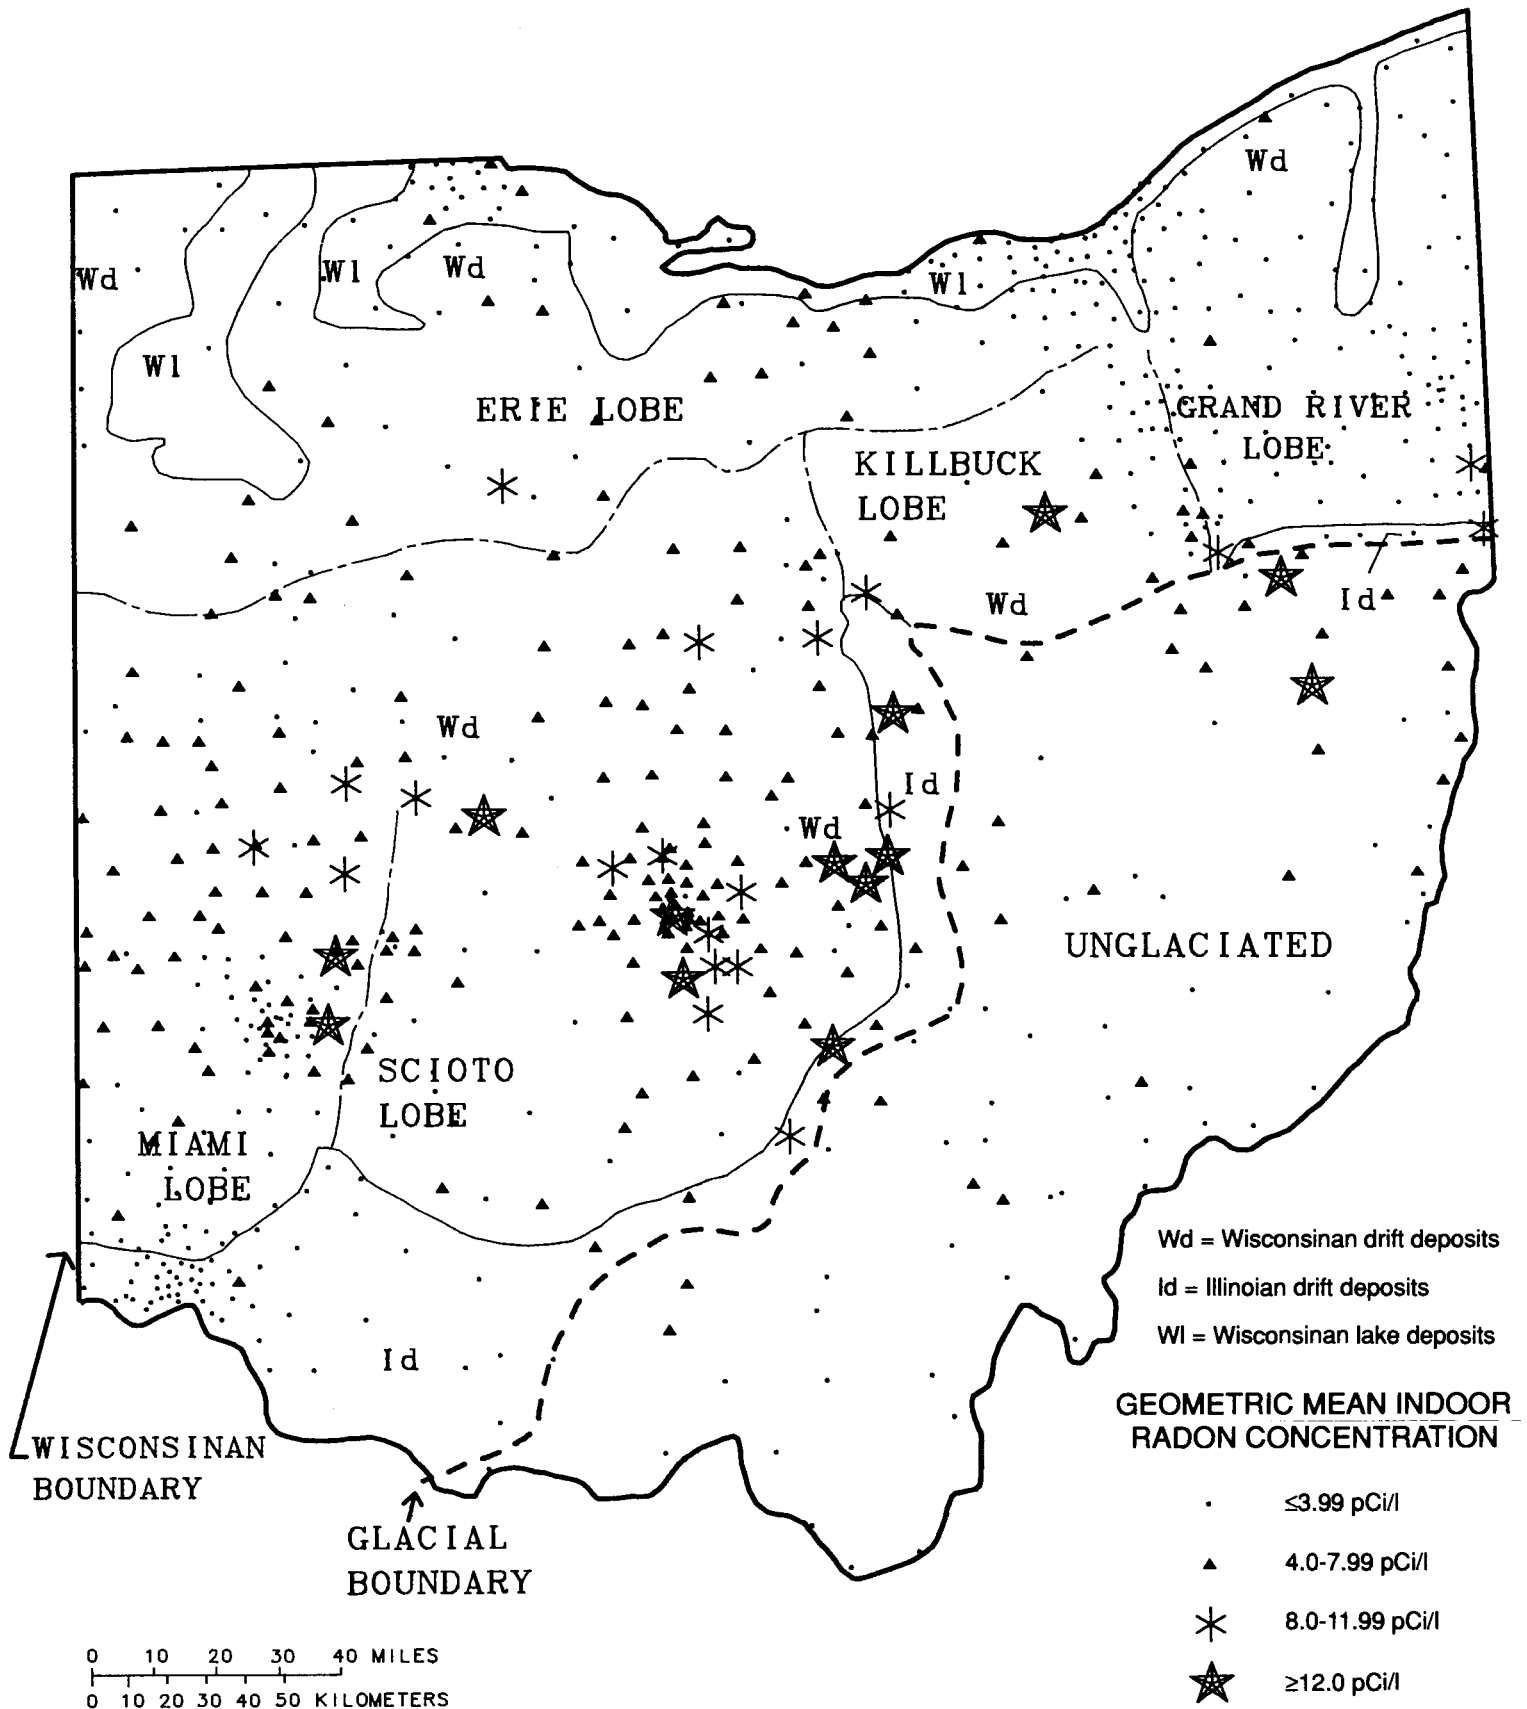 Wd
Wd
Wl
Wd
Wl
Wl
ERIE LOBE
GRAND RIVER
LOBE
KILLBUCK
LOBE
Wd
Id
Wd
Id
Wd
UNGLACIATED
SCIOTO
LOBE
MIAMI
LOBE
Id
WISCONSINAN
BOUNDARY
GLACIAL
BOUNDARY
Wd = Wisconsinan drift deposits
Id = Illinoian drift deposits
Wl = Wisconsinan lake deposits
GEOMETRIC MEAN INDOOR
RADON CONCENTRATION
≤3.99 pCi/l
4.0-7.99 pCi/l
8.0-11.99 pCi/l
≥12.0 pCi/l
0 10 20 30 40 MILES
0 10 20 30 40 50 KILOMETERS